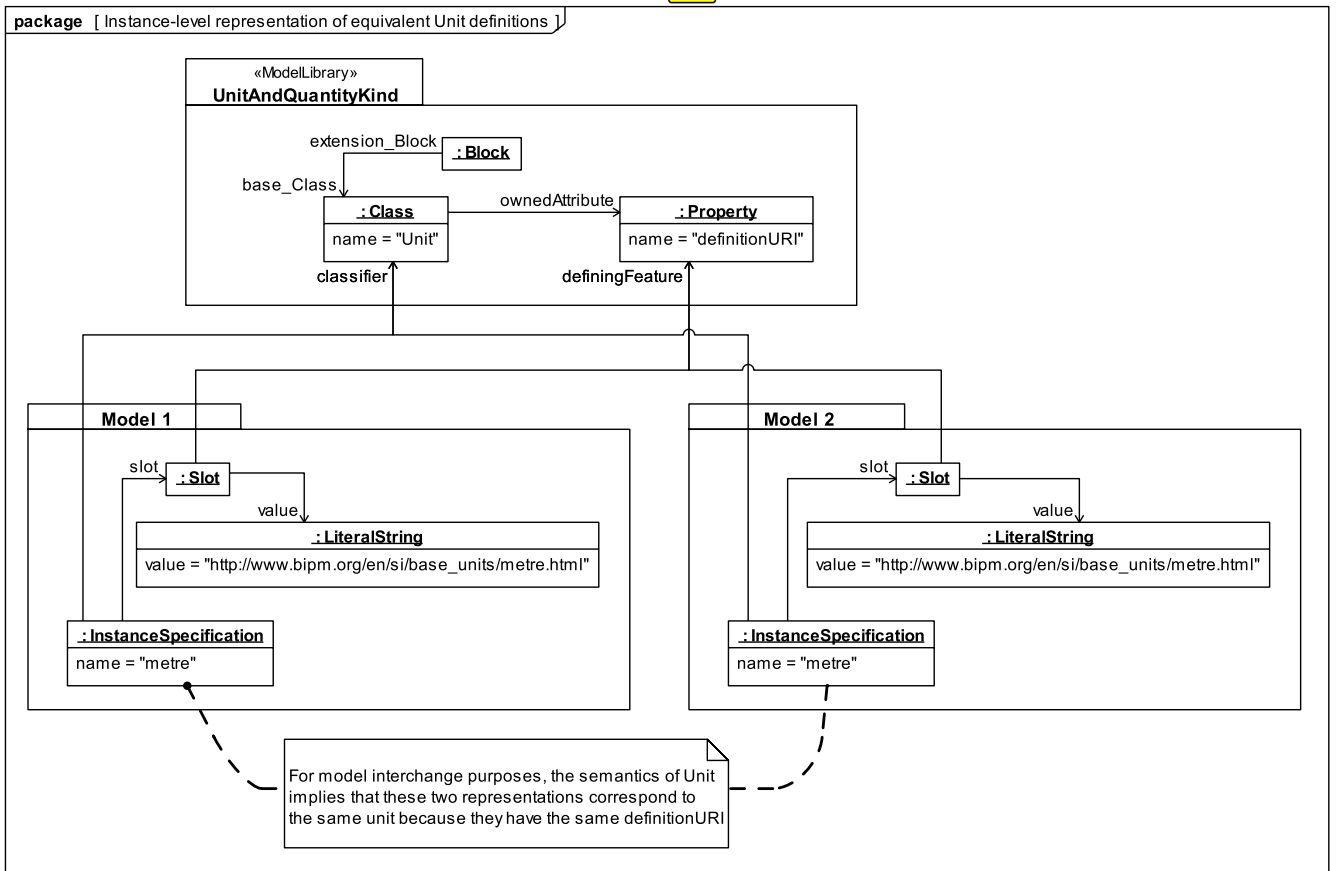 package [ Instance-level representation of equivalent Unit definitions ]
«ModelLibrary»
UnitAndQuantityKind
extension_Block
: Block
base_Class
: Class
ownedAttribute
: Property
name = "Unit"
name = "definitionURI"
classifier
definingFeature
Model 1
slot
: Slot
value
: LiteralString
value = "http://www.bipm.org/en/si/base_units/metre.html"
: InstanceSpecification
name = "metre"
Model 2
slot
: Slot
value
: LiteralString
value = "http://www.bipm.org/en/si/base_units/metre.html"
: InstanceSpecification
name = "metre"
For model interchange purposes, the semantics of Unit
implies that these two representations correspond to
the same unit because they have the same definitionURI